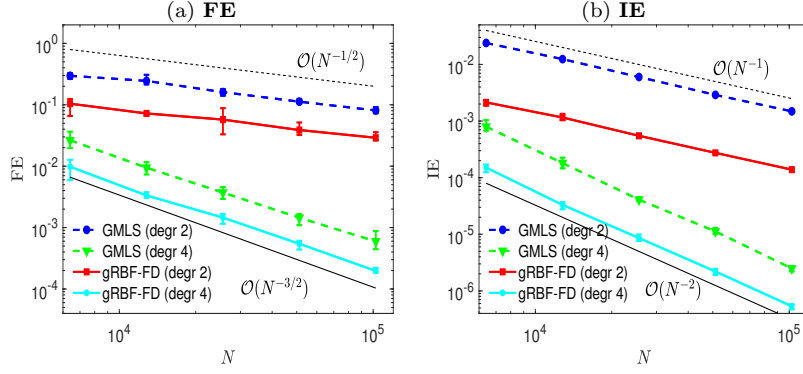 (a) FE
10^0
10^-1
10^-2
10^-3
10^-4
FE
O(N^{-1/2})
GMLS (degr 2)
GMLS (degr 4)
gRBF-FD (degr 2)
gRBF-FD (degr 4)
O(N^{-3/2})
10^4
10^5
N
(b) IE
10^-2
10^-3
10^-4
10^-5
10^-6
IE
O(N^{-1})
GMLS (degr 2)
GMLS (degr 4)
gRBF-FD (degr 2)
gRBF-FD (degr 4)
O(N^{-2})
10^4
10^5
N